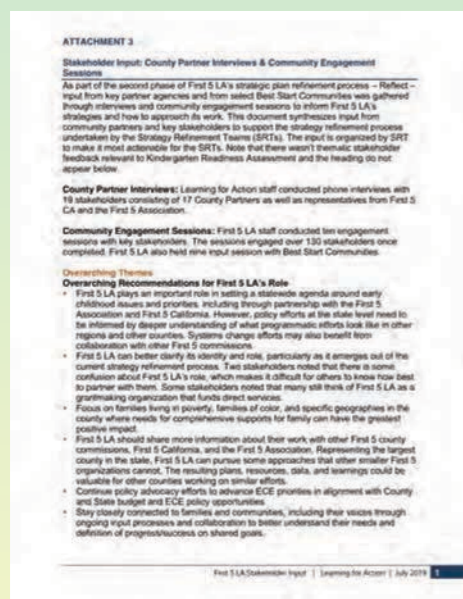 ATTACHMENT 3
Stakeholder Input: County Partner Interviews & Community Engagement
Sessions
As part of the second phase of First 5 LA's strategic plan refinement process – Reflect –
input from key partner agencies and from select Best Start Communities was gathered
through interviews and community engagement sessions to inform First 5 LA's
strategies and how to approach its work. This document synthesizes input from
community partners and key stakeholders to support the strategy refinement process
undertaken by the Strategy Refinement Teams (SRTs). The input is organized by SRT
to make it most actionable for the SRTs. Note that there wasn't thematic stakeholder
feedback relevant to Kindergarten Readiness Assessment and the heading do not
appear below.
County Partner Interviews: Learning for Action staff conducted phone interviews with
19 stakeholders consisting of 17 County Partners as well as representatives from First 5
CA and the First 5 Association.
Community Engagement Sessions: First 5 LA staff conducted ten engagement
sessions with key stakeholders. The sessions engaged over 130 stakeholders once
completed. First 5 LA also held nine input session with Best Start Communities.
Overarching Themes
Overarching Recommendations for First 5 LA's Role
• First 5 LA plays an important role in setting a statewide agenda around early
childhood issues and priorities, including through partnership with the First 5
Association and First 5 California. However, policy efforts at the state level need to
be informed by deeper understanding of what programmatic efforts look like in other
regions and other counties. Systems change efforts may also benefit from
collaboration with other First 5 commissions.
• First 5 LA can better clarify its identity and role, particularly as it emerges out of the
current strategy refinement process. Two stakeholders noted that there is some
confusion about First 5 LA's role, which makes it difficult for others to know how best
to partner with them. Some stakeholders noted that many still think of First 5 LA as a
grantmaking organization that funds direct services.
• Focus on families living in poverty, families of color, and specific geographies in the
county where needs for comprehensive supports for family can have the greatest
positive impact.
• First 5 LA should share more information about their work with other First 5 county
commissions, First 5 California, and the First 5 Association. Representing the largest
county in the state, First 5 LA can pursue some approaches that other smaller First 5
organizations cannot. The resulting plans, resources, data, and learnings could be
valuable for other counties working on similar efforts.
• Continue policy advocacy efforts to advance ECE priorities in alignment with County
and State budget and ECE policy opportunities.
• Stay closely connected to families and communities, including their voices through
ongoing input processes and collaboration to better understand their needs and
definition of progress/success on shared goals.
First 5 LA Stakeholder Input | Learning for Action | July 2019 1